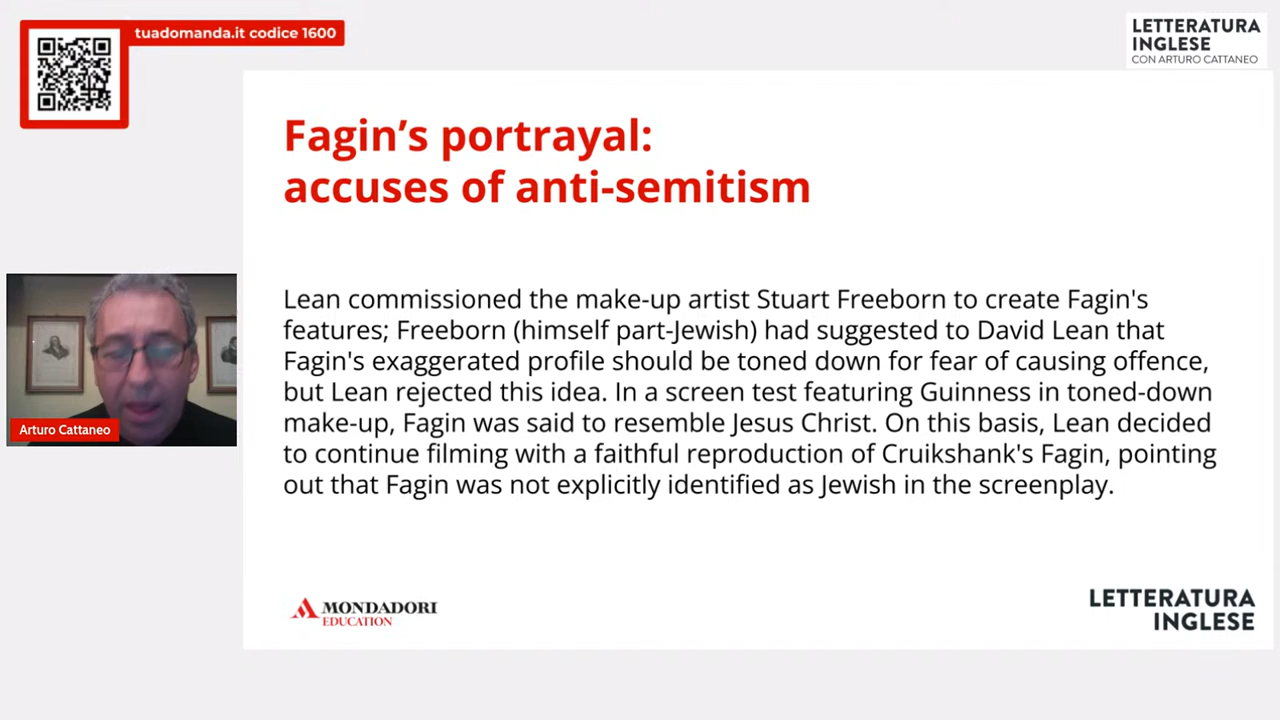 tuadomanda.it codice 1600
LETTERATURA
INGLESE
CON ARTURO CATTANEO
Fagin’s portrayal:
accuses of anti-semitism
Lean commissioned the make-up artist Stuart Freeborn to create Fagin's
features; Freeborn (himself part-Jewish) had suggested to David Lean that
Fagin's exaggerated profile should be toned down for fear of causing offence,
but Lean rejected this idea. In a screen test featuring Guinness in toned-down
make-up, Fagin was said to resemble Jesus Christ. On this basis, Lean decided
to continue filming with a faithful reproduction of Cruikshank's Fagin, pointing
out that Fagin was not explicitly identified as Jewish in the screenplay.
Arturo Cattaneo
MONDADORI
EDUCATION
LETTERATURA
INGLESE